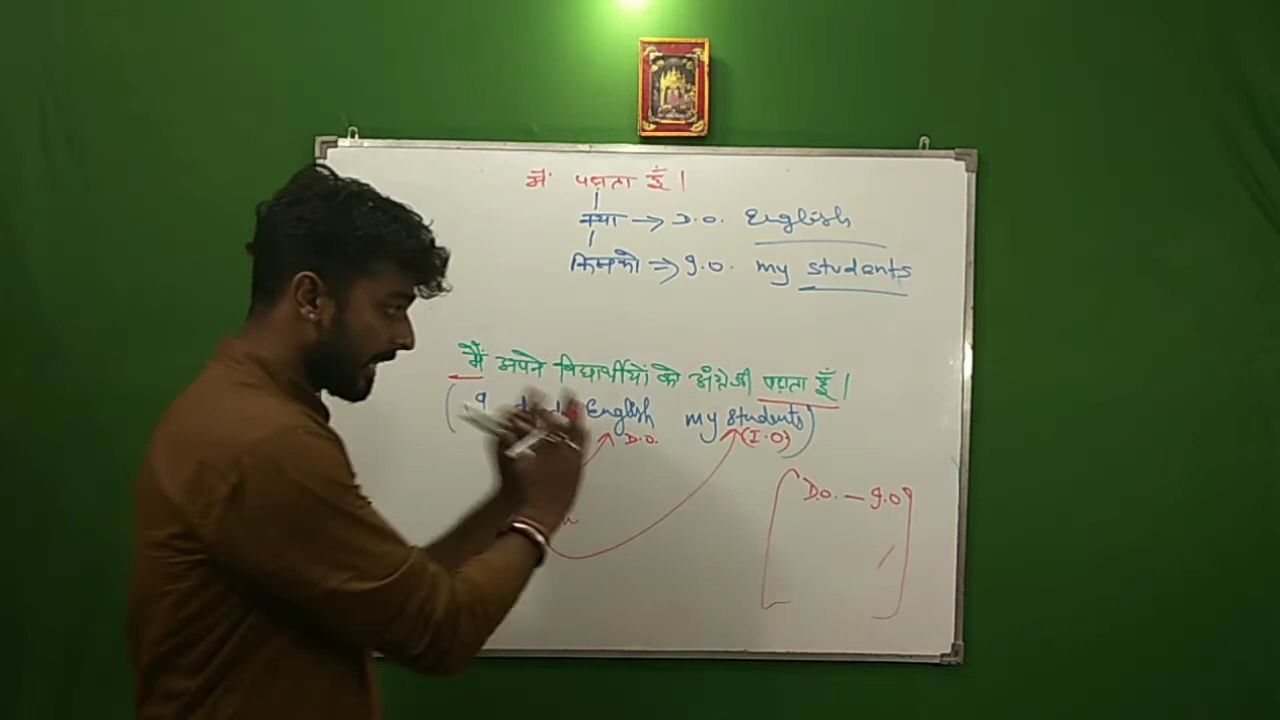 मैं पढ़ाता हूँ।
क्या → D.O. English
किसको ⇒ I.O. my students
मैं अपने विद्यार्थीयों को अंग्रेजी पढ़ाता हूँ।
(I English my students)
D.O. (I.O)
D.O. — I.O